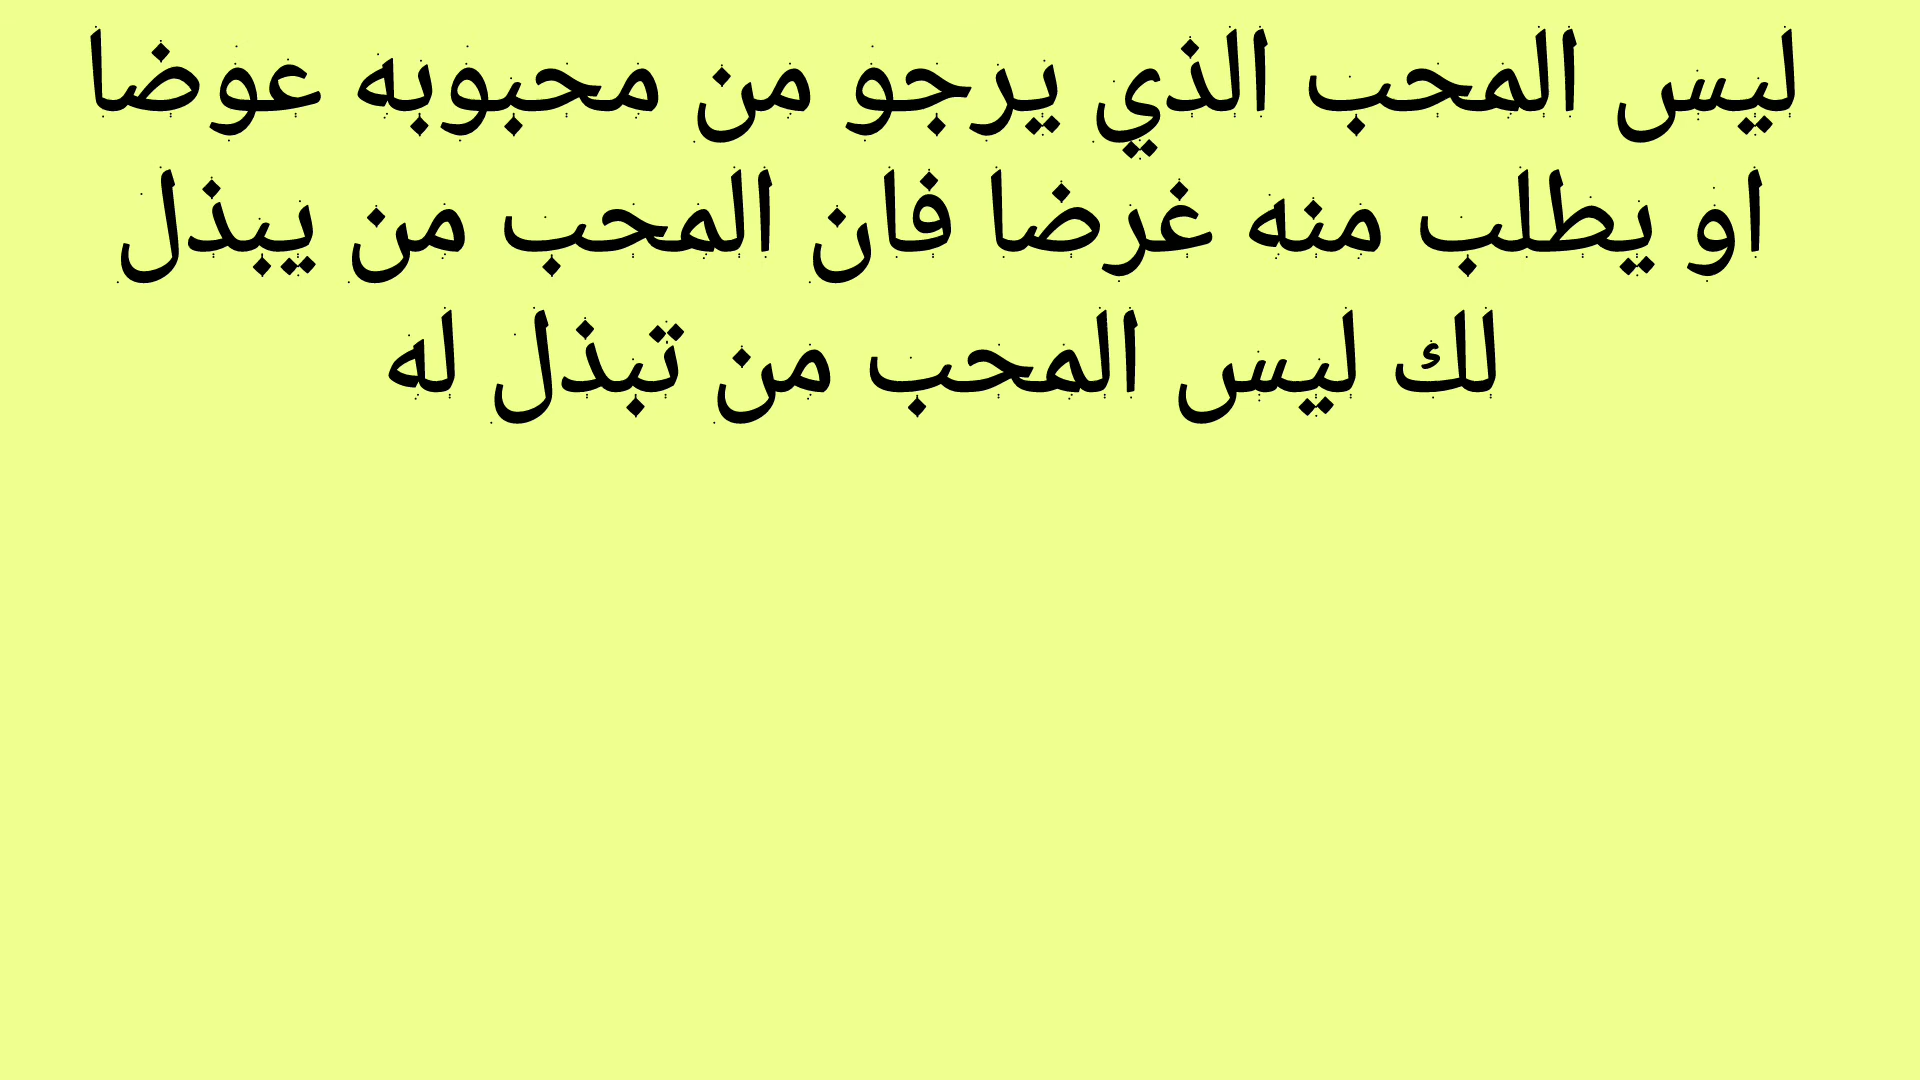 ليس المحب الذي يرجو من محبوبه عوضا
او يطلب منه غرضا فان المحب من يبذل
لك ليس المحب من تبذل له